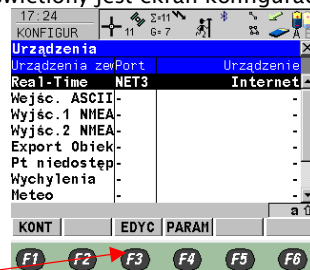 wietlony jest ekran konfigurac
17:24
KONFIGUR
11
Σ=11
G=7
Urządzenia
Urządzenia zew Port Urządzenie
Real-Time NET3 Internet
Wejśc. ASCII - -
Wyjśc.1 NMEA - -
Wyjśc.2 NMEA - -
Export Obiek - -
Pt niedostęp - -
Wychylenia - -
Meteo - -
a
KONT EDYC PARAM
F1 F2 F3 F4 F5 F6